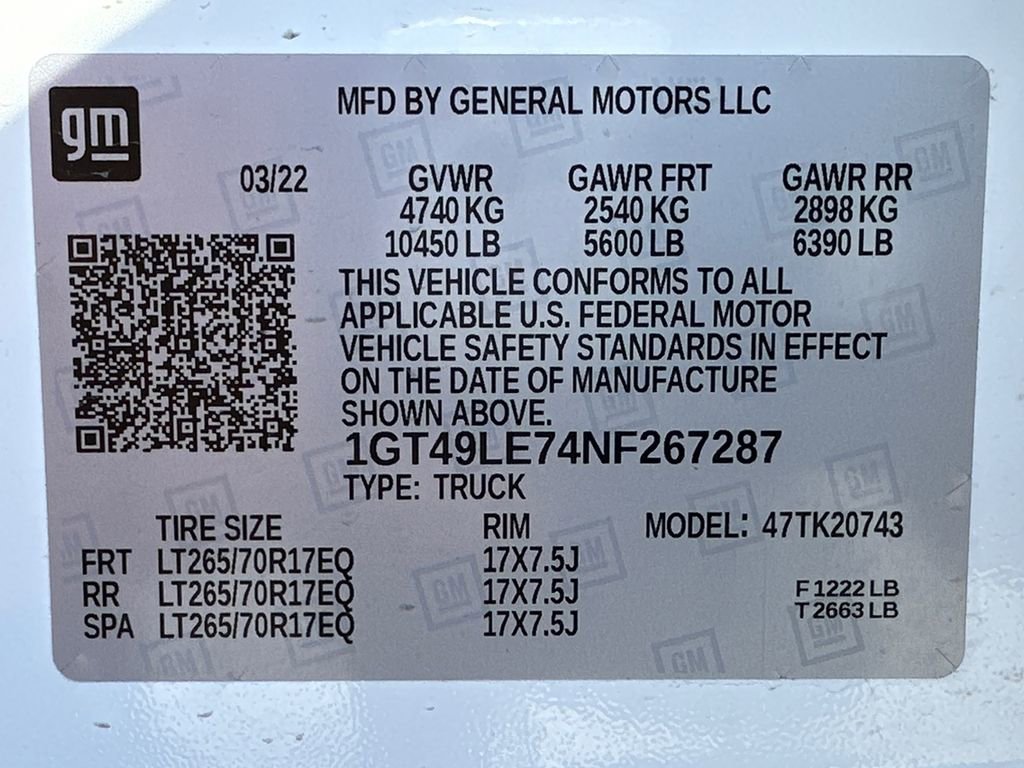 gm
MFD BY GENERAL MOTORS LLC
03/22 GVWR GAWR FRT GAWR RR
4740 KG 2540 KG 2898 KG
10450 LB 5600 LB 6390 LB
THIS VEHICLE CONFORMS TO ALL
APPLICABLE U.S. FEDERAL MOTOR
VEHICLE SAFETY STANDARDS IN EFFECT
ON THE DATE OF MANUFACTURE
SHOWN ABOVE.
1GT49LE74NF267287
TYPE: TRUCK
TIRE SIZE RIM MODEL: 47TK20743
FRT LT265/70R17EQ 17X7.5J
RR LT265/70R17EQ 17X7.5J F 1222 LB
SPA LT265/70R17EQ 17X7.5J T 2663 LB